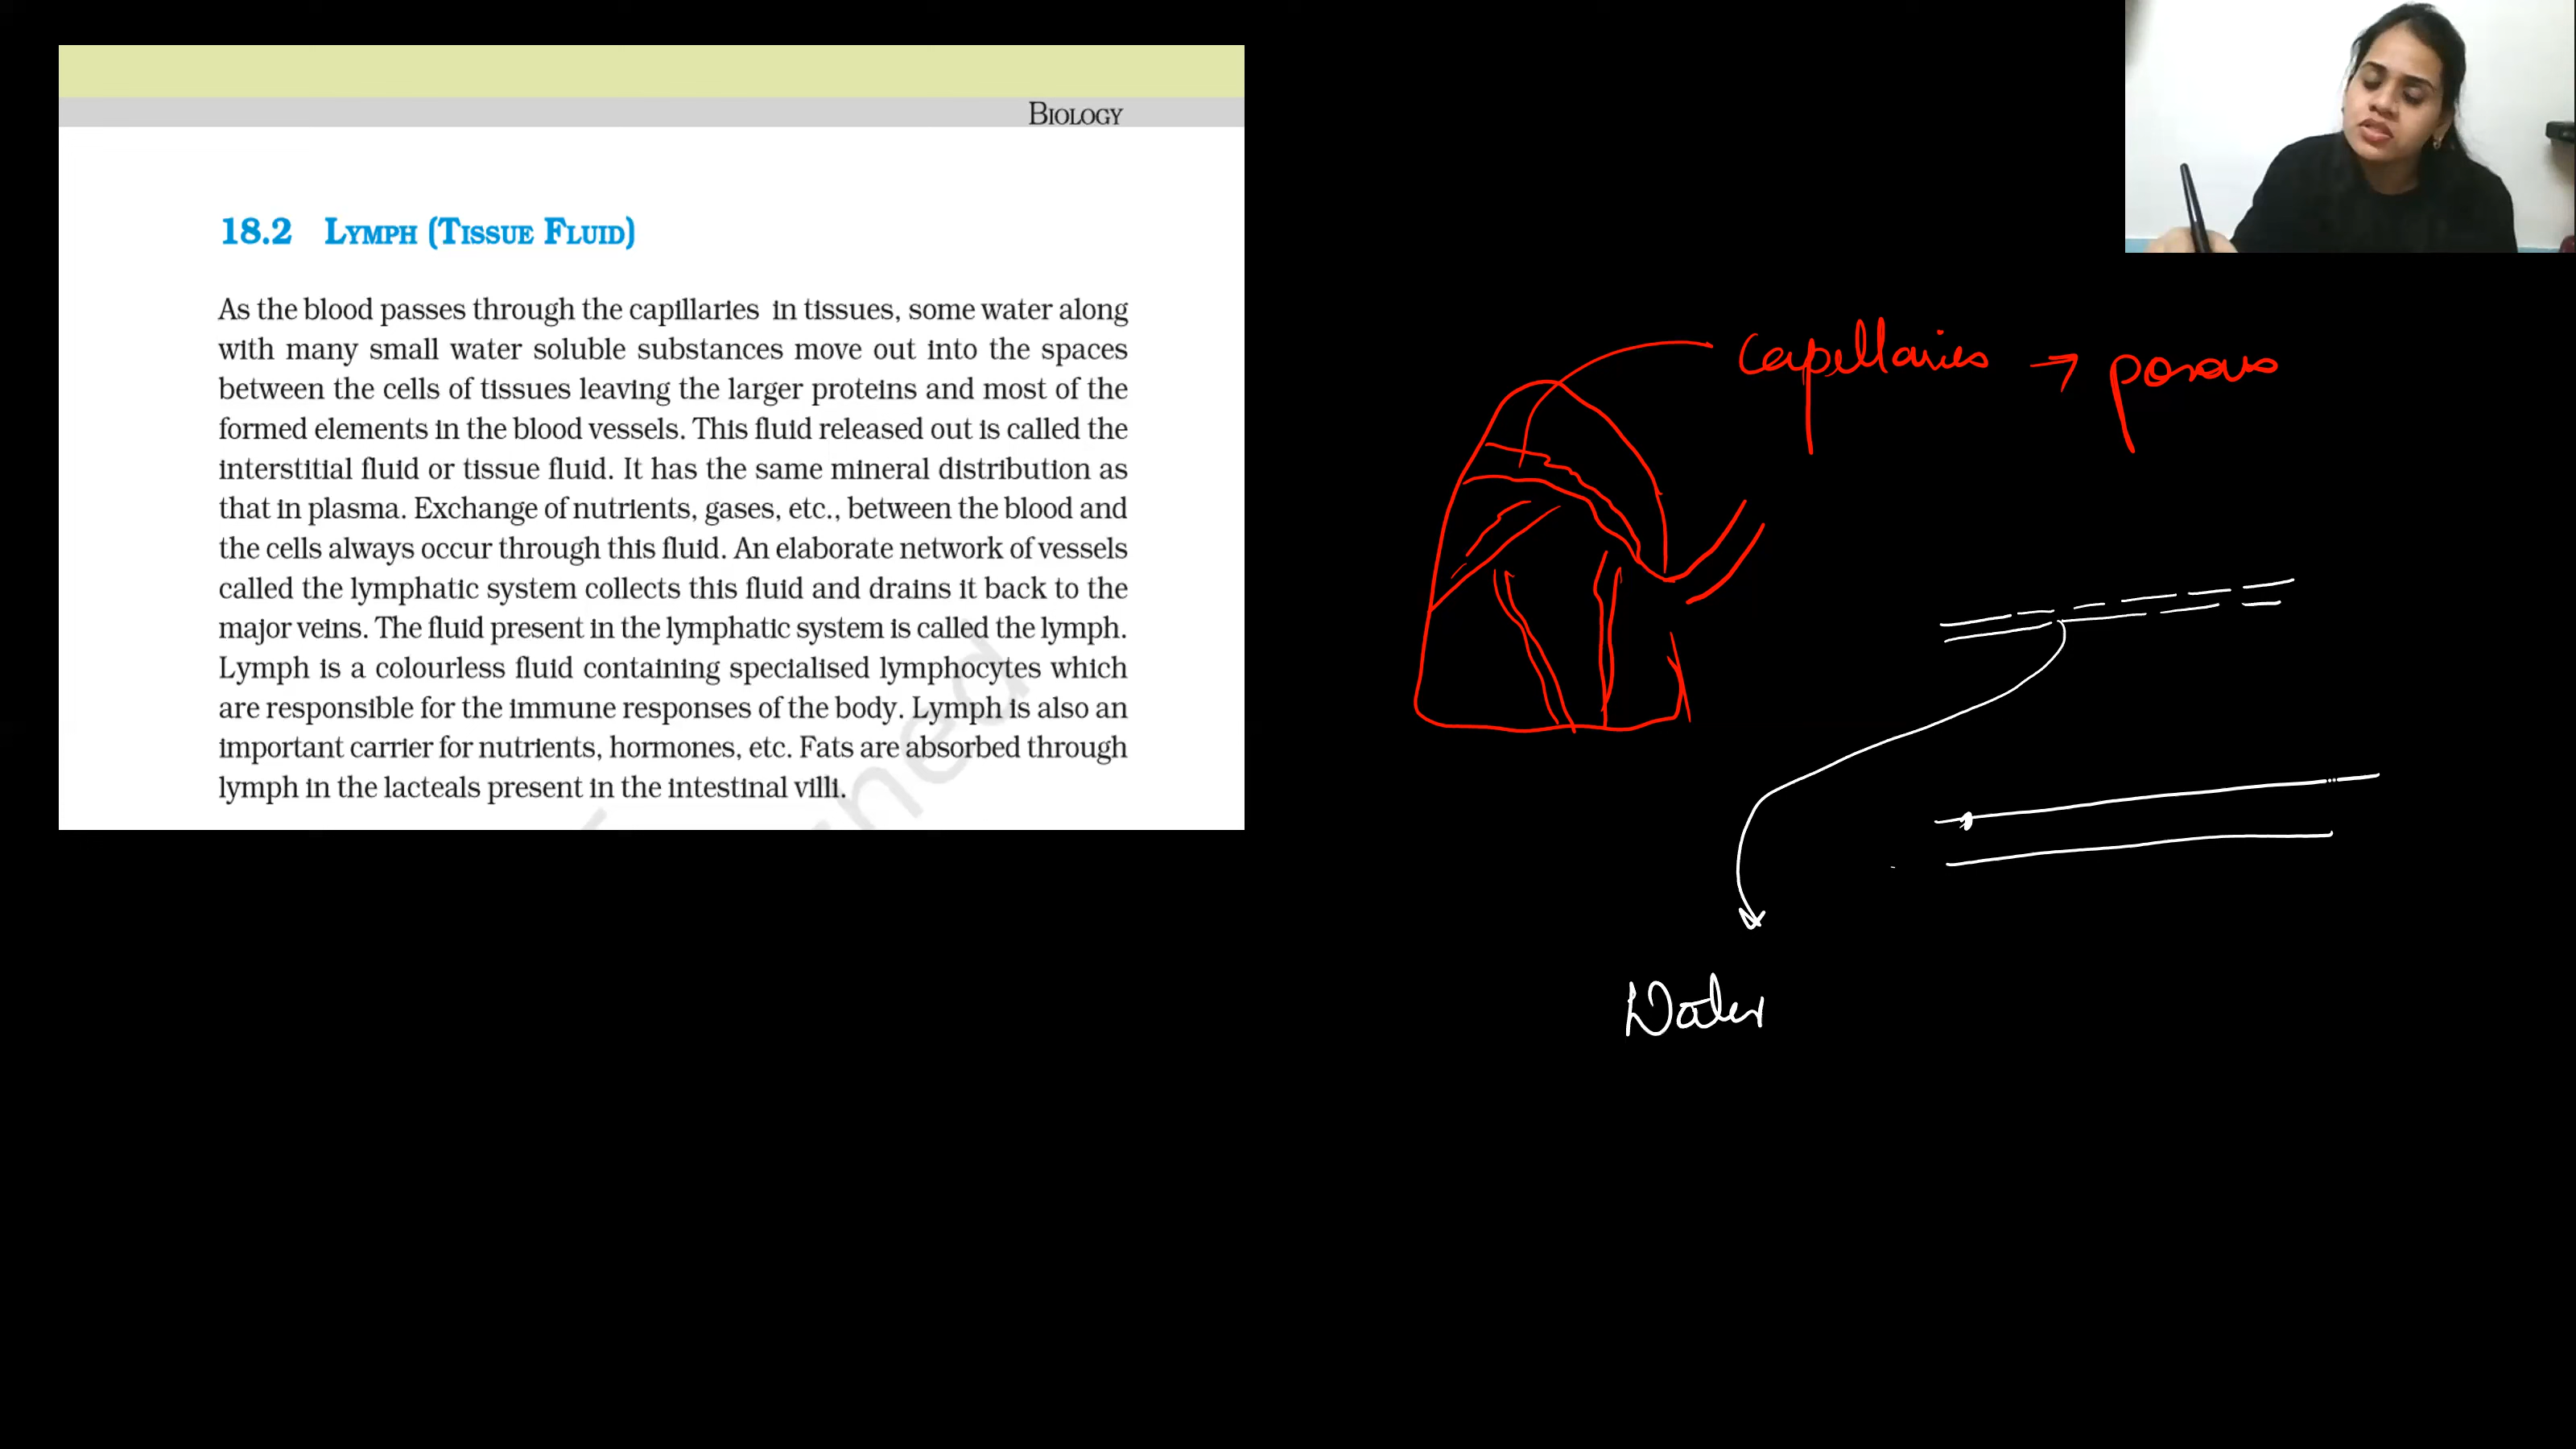 BIOLOGY
18.2 LYMPH (TISSUE FLUID)
As the blood passes through the capillaries in tissues, some water along
with many small water soluble substances move out into the spaces
between the cells of tissues leaving the larger proteins and most of the
formed elements in the blood vessels. This fluid released out is called the
interstitial fluid or tissue fluid. It has the same mineral distribution as
that in plasma. Exchange of nutrients, gases, etc., between the blood and
the cells always occur through this fluid. An elaborate network of vessels
called the lymphatic system collects this fluid and drains it back to the
major veins. The fluid present in the lymphatic system is called the lymph.
Lymph is a colourless fluid containing specialised lymphocytes which
are responsible for the immune responses of the body. Lymph is also an
important carrier for nutrients, hormones, etc. Fats are absorbed through
lymph in the lacteals present in the intestinal villi.
capillaries → porous
Water